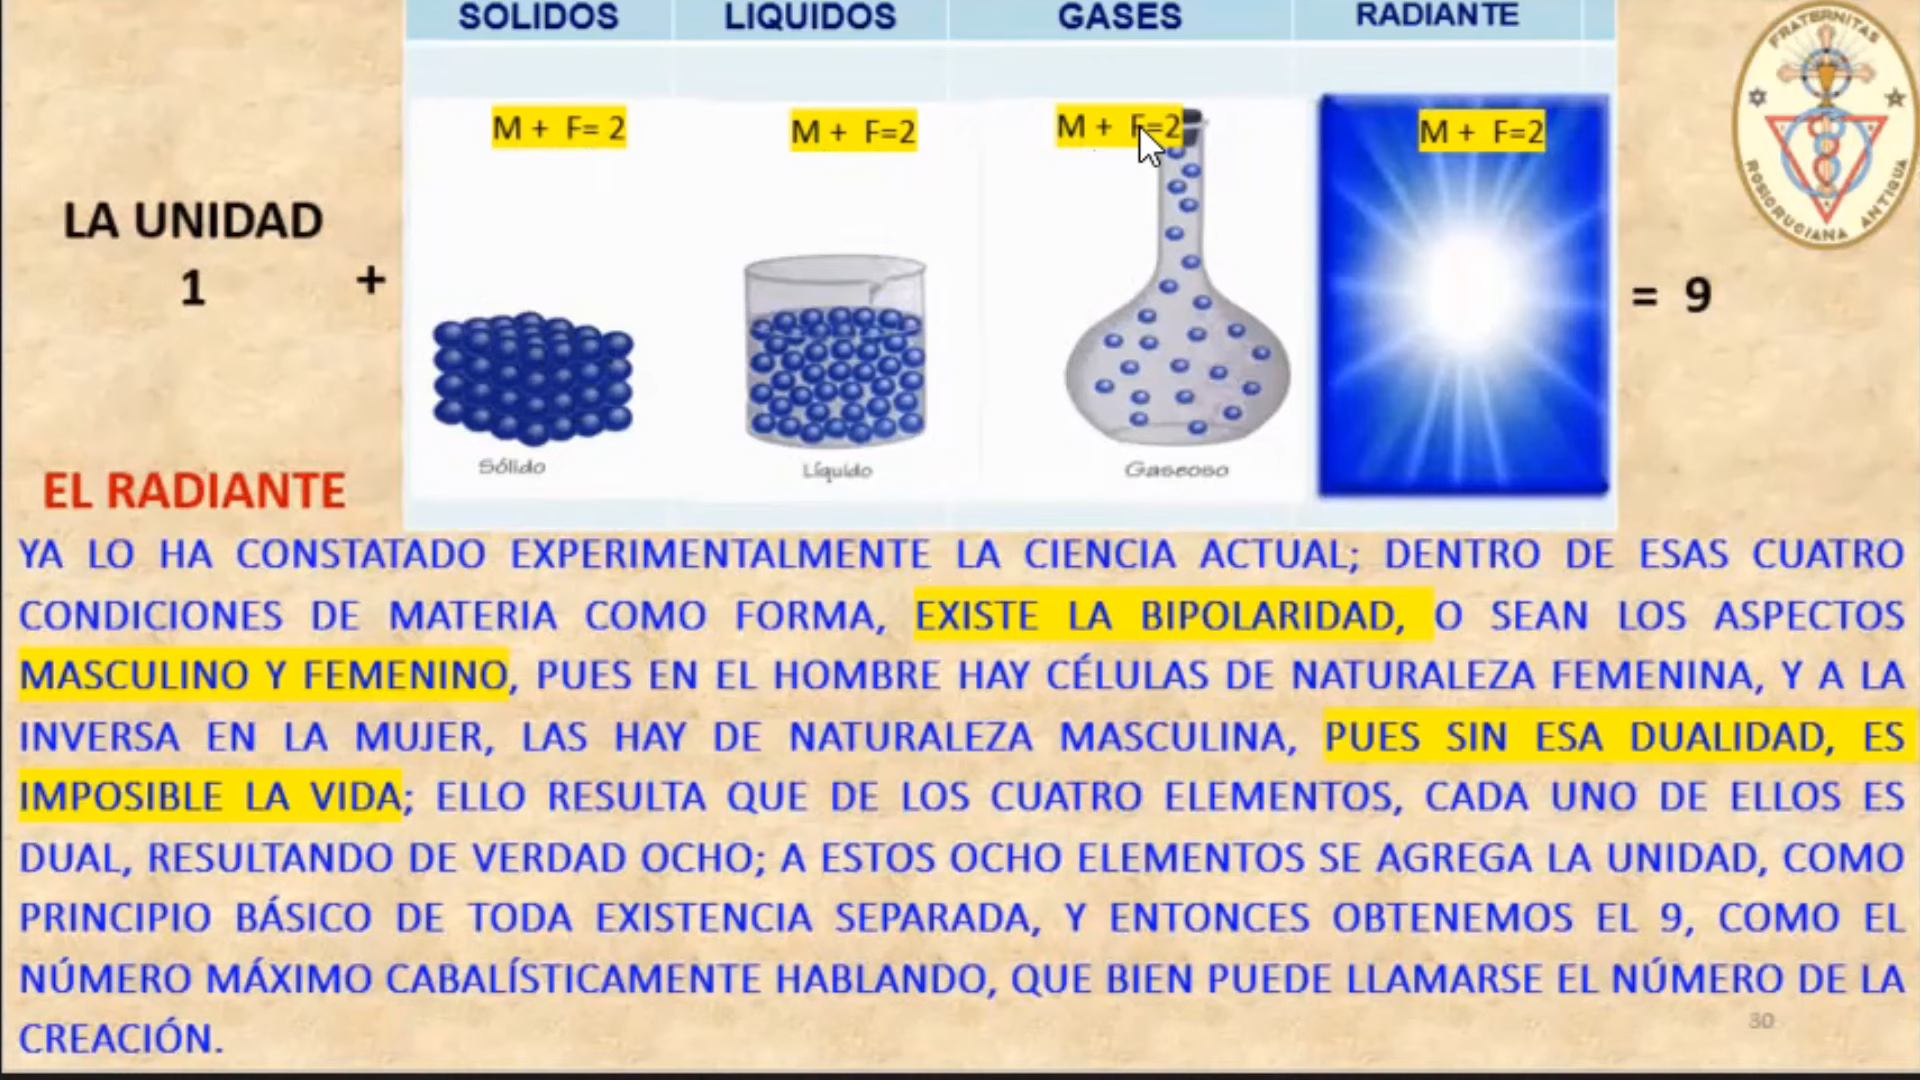 SOLIDOS LIQUIDOS GASES RADIANTE
M + F= 2 M + F=2 M + F=2 M + F=2
LA UNIDAD
1 + = 9
Sólido Líquido Gaseoso
EL RADIANTE
YA LO HA CONSTATADO EXPERIMENTALMENTE LA CIENCIA ACTUAL; DENTRO DE ESAS CUATRO
CONDICIONES DE MATERIA COMO FORMA, EXISTE LA BIPOLARIDAD, O SEAN LOS ASPECTOS
MASCULINO Y FEMENINO, PUES EN EL HOMBRE HAY CÉLULAS DE NATURALEZA FEMENINA, Y A LA
INVERSA EN LA MUJER, LAS HAY DE NATURALEZA MASCULINA, PUES SIN ESA DUALIDAD, ES
IMPOSIBLE LA VIDA; ELLO RESULTA QUE DE LOS CUATRO ELEMENTOS, CADA UNO DE ELLOS ES
DUAL, RESULTANDO DE VERDAD OCHO; A ESTOS OCHO ELEMENTOS SE AGREGA LA UNIDAD, COMO
PRINCIPIO BÁSICO DE TODA EXISTENCIA SEPARADA, Y ENTONCES OBTENEMOS EL 9, COMO EL
NÚMERO MÁXIMO CABALÍSTICAMENTE HABLANDO, QUE BIEN PUEDE LLAMARSE EL NÚMERO DE LA
CREACIÓN.
30
FRATERNITAS
ROSICRUCIANA ANTIQUA